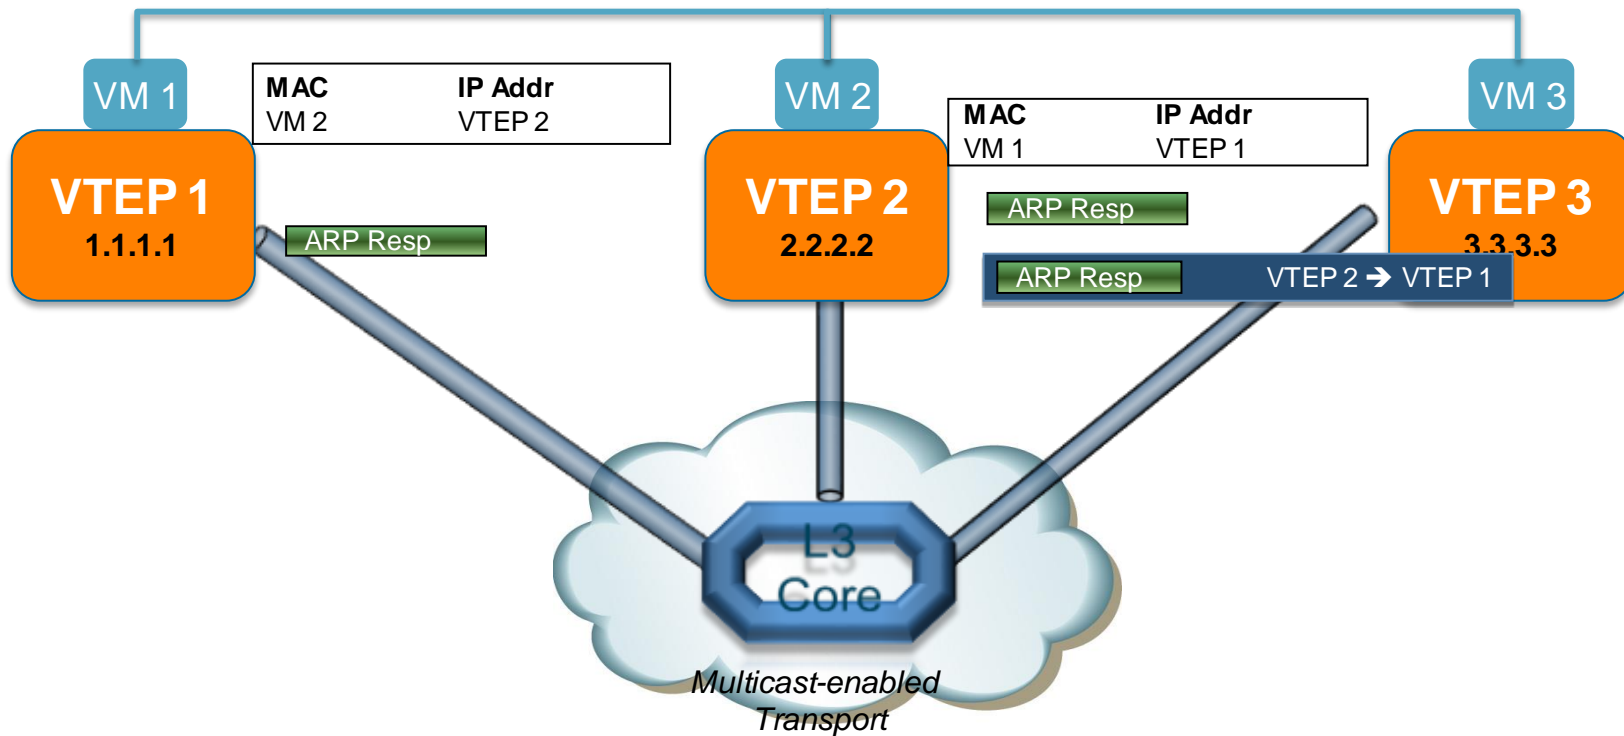 VM 1
MAC IP Addr
VM 2 VTEP 2
VM 2
MAC IP Addr
VM 1 VTEP 1
VM 3
VTEP 1
1.1.1.1
ARP Resp
VTEP 2
2.2.2.2
ARP Resp
ARP Resp VTEP 2 ➔ VTEP 1
VTEP 3
3.3.3.3
L3
Core
Multicast-enabled
Transport